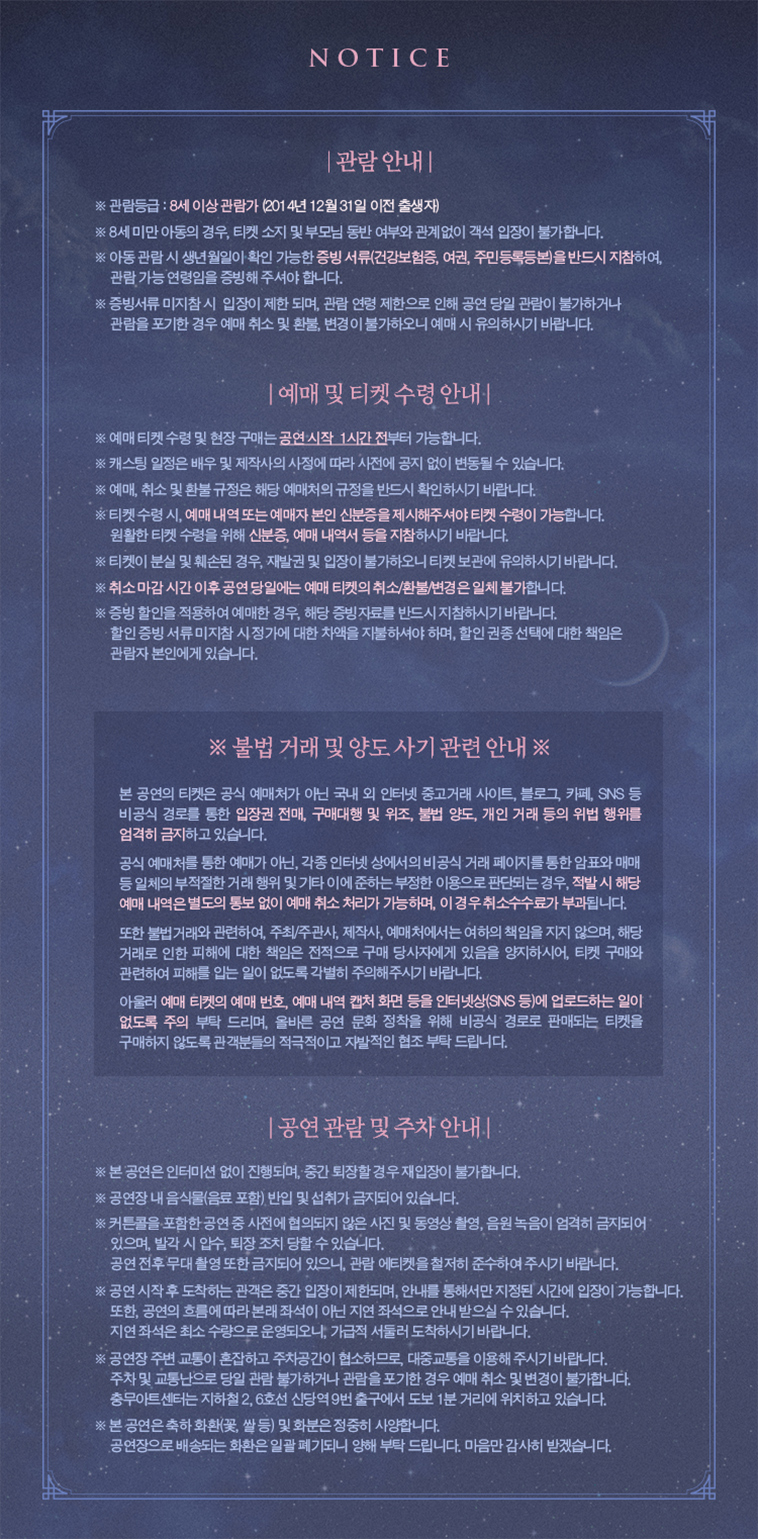 NOTICE
| 관람 안내 |
※ 관람등급 : 8세 이상 관람가 (2014년 12월 31일 이전 출생자)
※ 8세 미만 아동의 경우, 티켓 소지 및 부모님 동반 여부와 관계없이 객석 입장이 불가합니다.
※ 아동 관람 시 생년월일이 확인 가능한 증빙 서류(건강보험증, 여권, 주민등록등본)을 반드시 지참하여,
관람 가능 연령임을 증빙해 주셔야 합니다.
※ 증빙서류 미지참 시 입장이 제한 되며, 관람 연령 제한으로 인해 공연 당일 관람이 불가하거나
관람을 포기한 경우 예매 취소 및 환불, 변경이 불가하오니 예매 시 유의하시기 바랍니다.
| 예매 및 티켓 수령 안내 |
※ 예매 티켓 수령 및 현장 구매는 공연 시작 1시간 전부터 가능합니다.
※ 캐스팅 일정은 배우 및 제작사의 사정에 따라 사전에 공지 없이 변동될 수 있습니다.
※ 예매, 취소 및 환불 규정은 해당 예매처의 규정을 반드시 확인하시기 바랍니다.
※ 티켓 수령 시, 예매 내역 또는 예매자 본인 신분증을 제시해주셔야 티켓 수령이 가능합니다.
원활한 티켓 수령을 위해 신분증, 예매 내역서 등을 지참하시기 바랍니다.
※ 티켓이 분실 및 훼손된 경우, 재발권 및 입장이 불가하오니 티켓 보관에 유의하시기 바랍니다.
※ 취소 마감 시간 이후 공연 당일에는 예매 티켓의 취소/환불/변경은 일체 불가합니다.
※ 증빙 할인을 적용하여 예매한 경우, 해당 증빙자료를 반드시 지참하시기 바랍니다.
할인 증빙 서류 미지참 시 정가에 대한 차액을 지불하셔야 하며, 할인 권종 선택에 대한 책임은
관람자 본인에게 있습니다.
※ 불법 거래 및 양도 사기 관련 안내 ※
본 공연의 티켓은 공식 예매처가 아닌 국내 외 인터넷 중고거래 사이트, 블로그, 카페, SNS 등
비공식 경로를 통한 입장권 전매, 구매대행 및 위조, 불법 양도, 개인 거래 등의 위법 행위를
엄격히 금지하고 있습니다.
공식 예매처를 통한 예매가 아닌, 각종 인터넷 상에서의 비공식 거래 페이지를 통한 암표와 매매
등 일체의 부적절한 거래 행위 및 기타 이에 준하는 부정한 이용으로 판단되는 경우, 적발 시 해당
예매 내역은 별도의 통보 없이 예매 취소 처리가 가능하며, 이 경우 취소수수료가 부과됩니다.
또한 불법거래와 관련하여, 주최/주관사, 제작사, 예매처에서는 여하의 책임을 지지 않으며, 해당
거래로 인한 피해에 대한 책임은 전적으로 구매 당사자에게 있음을 양지하시어, 티켓 구매와
관련하여 피해를 입는 일이 없도록 각별히 주의해주시기 바랍니다.
아울러 예매 티켓의 예매 번호, 예매 내역 캡처 화면 등을 인터넷상(SNS 등)에 업로드하는 일이
없도록 주의 부탁 드리며, 올바른 공연 문화 정착을 위해 비공식 경로로 판매되는 티켓을
구매하지 않도록 관객분들의 적극적이고 자발적인 협조 부탁 드립니다.
| 공연 관람 및 주차 안내 |
※ 본 공연은 인터미션 없이 진행되며, 중간 퇴장할 경우 재입장이 불가합니다.
※ 공연장 내 음식물(음료 포함) 반입 및 섭취가 금지되어 있습니다.
※ 커튼콜을 포함한 공연 중 사전에 협의되지 않은 사진 및 동영상 촬영, 음원 녹음이 엄격히 금지되어
있으며, 발각 시 압수, 퇴장 조치 당할 수 있습니다.
공연 전후 무대 촬영 또한 금지되어 있으니, 관람 에티켓을 철저히 준수하여 주시기 바랍니다.
※ 공연 시작 후 도착하는 관객은 중간 입장이 제한되며, 안내를 통해서만 지정된 시간에 입장이 가능합니다.
또한, 공연의 흐름에 따라 본래 좌석이 아닌 지연 좌석으로 안내 받으실 수 있습니다.
지연 좌석은 최소 수량으로 운영되오니, 가급적 서둘러 도착하시기 바랍니다.
※ 공연장 주변 교통이 혼잡하고 주차공간이 협소하므로, 대중교통을 이용해 주시기 바랍니다.
주차 및 교통난으로 당일 관람 불가하거나 관람을 포기한 경우 예매 취소 및 변경이 불가합니다.
충무아트센터는 지하철 2, 6호선 신당역 9번 출구에서 도보 1분 거리에 위치하고 있습니다.
※ 본 공연은 축하 화환(꽃, 쌀 등) 및 화분은 정중히 사양합니다.
공연장으로 배송되는 화환은 일괄 폐기되니 양해 부탁 드립니다. 마음만 감사히 받겠습니다.